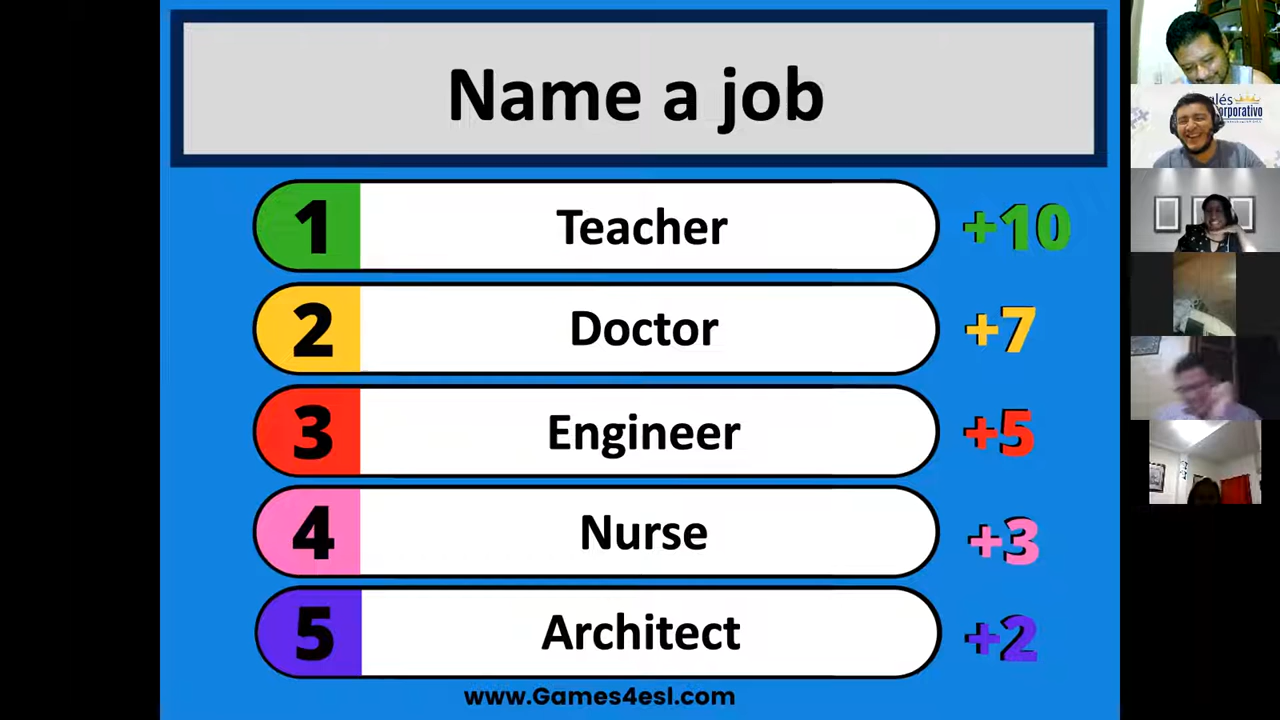 Name a job
1 Teacher +10
2 Doctor +7
3 Engineer +5
4 Nurse +3
5 Architect +2
www.Games4esl.com